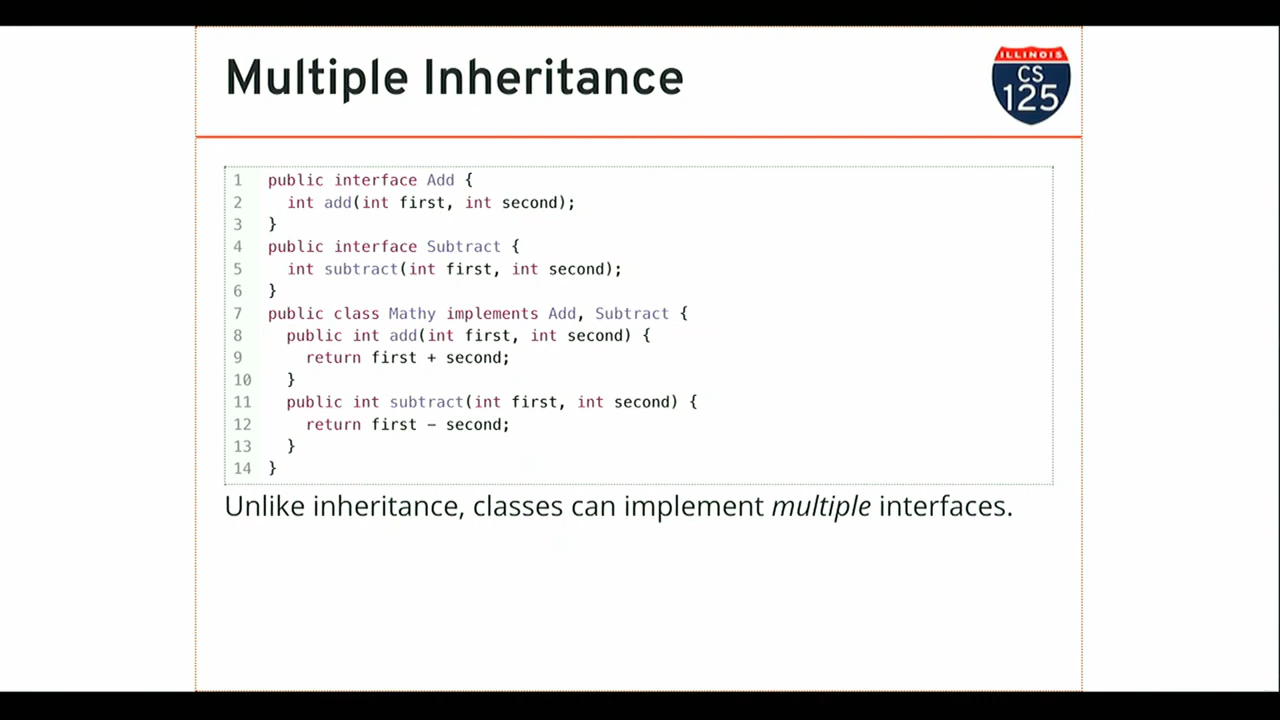 Multiple Inheritance
ILLINOIS
CS
125
1 public interface Add {
2 int add(int first, int second);
3 }
4 public interface Subtract {
5 int subtract(int first, int second);
6 }
7 public class Mathy implements Add, Subtract {
8 public int add(int first, int second) {
9 return first + second;
10 }
11 public int subtract(int first, int second) {
12 return first − second;
13 }
14 }
Unlike inheritance, classes can implement multiple interfaces.